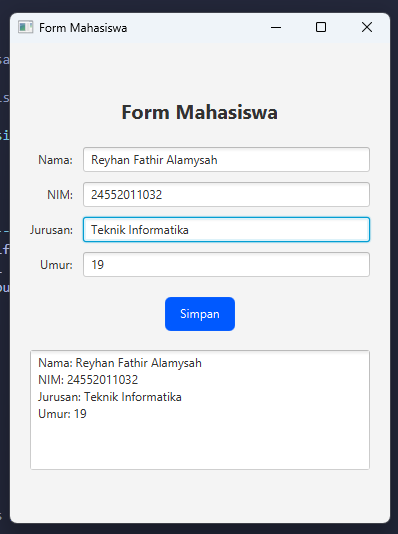 Form Mahasiswa
Form Mahasiswa
Nama: Reyhan Fathir Alamysah
NIM: 24552011032
Jurusan: Teknik Informatika
Umur: 19
Simpan
Nama: Reyhan Fathir Alamysah
NIM: 24552011032
Jurusan: Teknik Informatika
Umur: 19